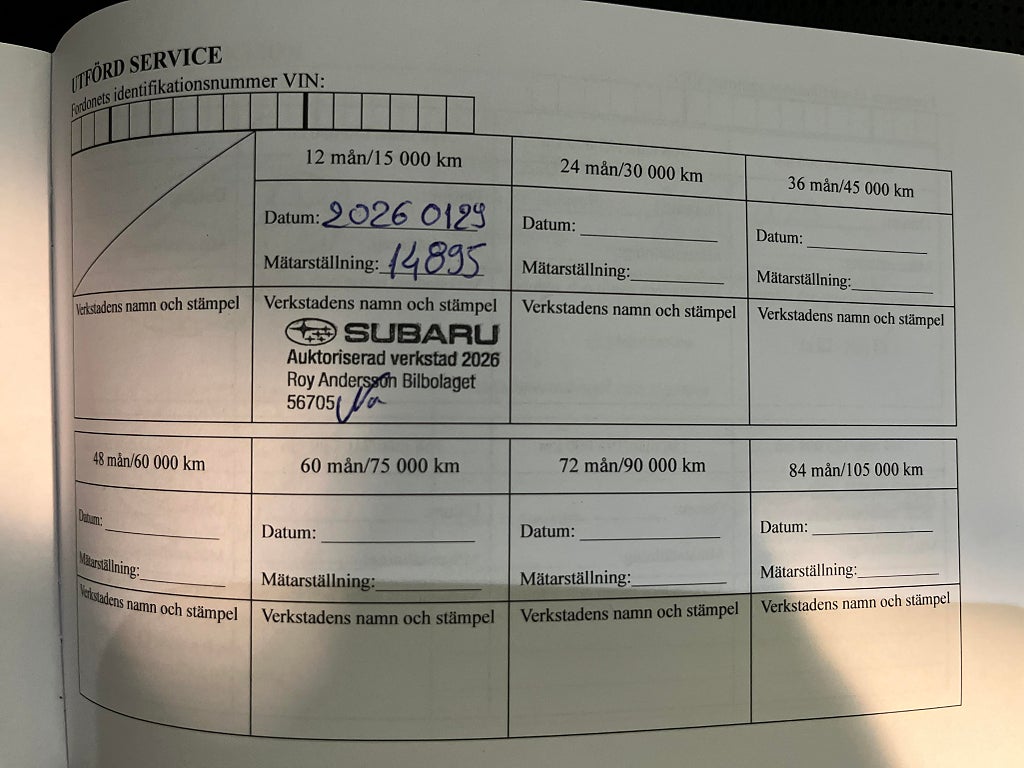 UTFÖRD SERVICE
Fordonets identifikationsnummer VIN:
12 mån/15 000 km
Datum: 2026 0129
Mätarställning: 14895
Verkstadens namn och stämpel
Verkstadens namn och stämpel
SUBARU
Auktoriserad verkstad 2026
Roy Andersson Bilbolaget
56705
24 mån/30 000 km
Datum:
Mätarställning:
Verkstadens namn och stämpel
36 mån/45 000 km
Datum:
Mätarställning:
Verkstadens namn och stämpel
48 mån/60 000 km
Datum:
Mätarställning:
Verkstadens namn och stämpel
60 mån/75 000 km
Datum:
Mätarställning:
Verkstadens namn och stämpel
72 mån/90 000 km
Datum:
Mätarställning:
Verkstadens namn och stämpel
84 mån/105 000 km
Datum:
Mätarställning:
Verkstadens namn och stämpel